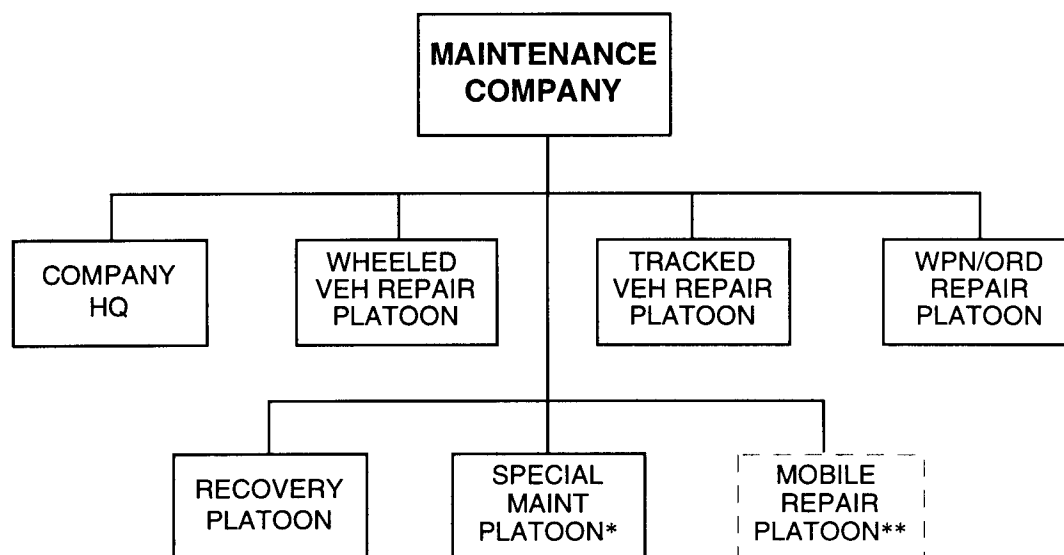 MAINTENANCE
COMPANY
COMPANY
HQ
WHEELED
VEH REPAIR
PLATOON
TRACKED
VEH REPAIR
PLATOON
WPN/ORD
REPAIR
PLATOON
RECOVERY
PLATOON
SPECIAL
MAINT
PLATOON*
MOBILE
REPAIR
PLATOON**